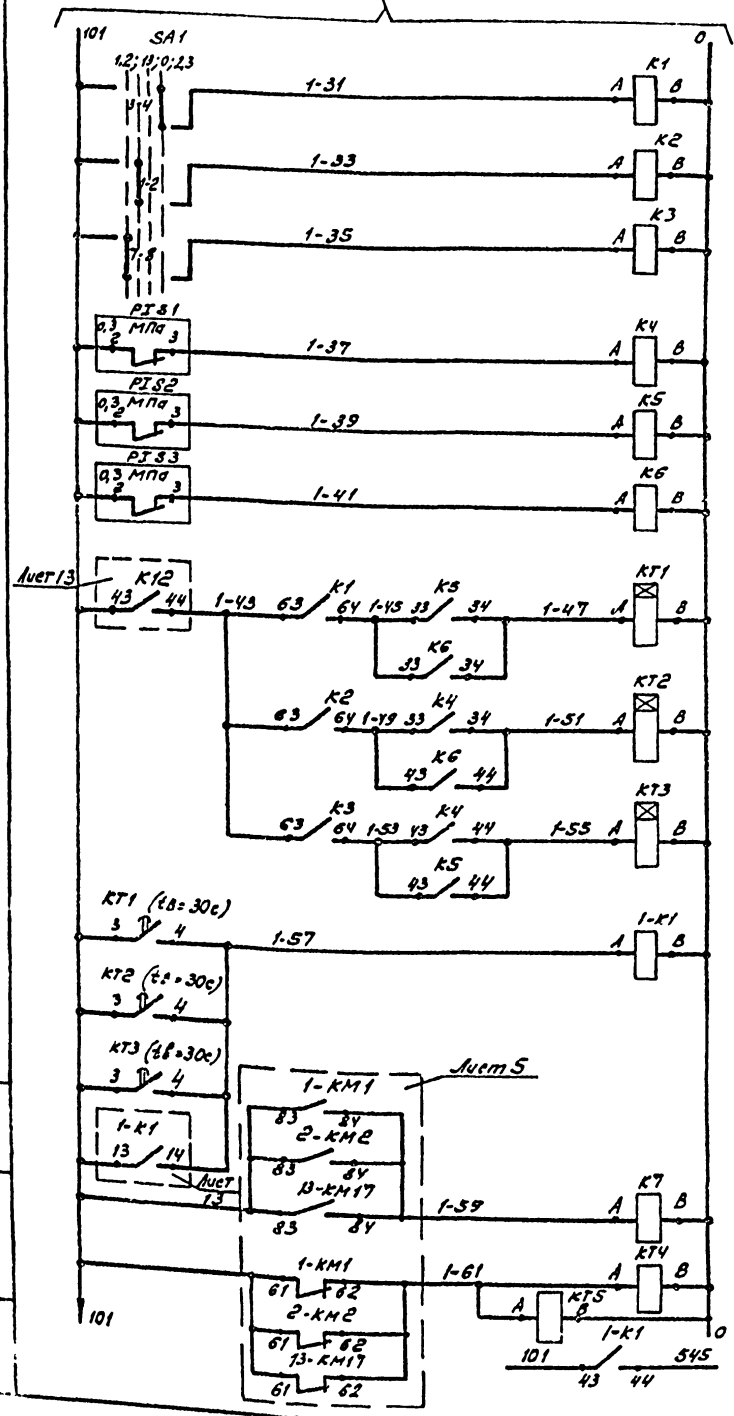 101 SA1 0
1,2; 13; 0; 2,3
3-4 1-31 A K1 B
1-2 1-33 A K2 B
7-8 1-35 A K3 B
PIS1
0,3 МПа
2 3 1-37 A K4 B
PIS2
0,3 МПа
2 3 1-39 A K5 B
PIS3
0,3 МПа
2 3 1-41 A K6 B
Лист 13
K12 K1 K5 KT1
43 44 1-43 63 64 1-45 33 34 1-47 A B
K6
33 34
K2 K4 KT2
63 64 1-49 33 34 1-51 A B
K6
43 44
K3 K4 KT3
63 64 1-53 43 44 1-55 A B
K5
43 44
KT1 (tв=30с) 1-K1
3 4 1-57 A B
KT2 (tв=30с)
3 4
KT3 (tв=30с)
3 4
Лист 5
1-KM1
83 84
1-K1
13 14
2-KM2
83 84
Лист 13
13-KM17
83 84 1-59 A K7 B
1-KM1
61 62 1-61 A KT4 B
2-KM2
61 62 A KT5 B
13-KM17
61 62
101 0
1-K1
101 43 44 545